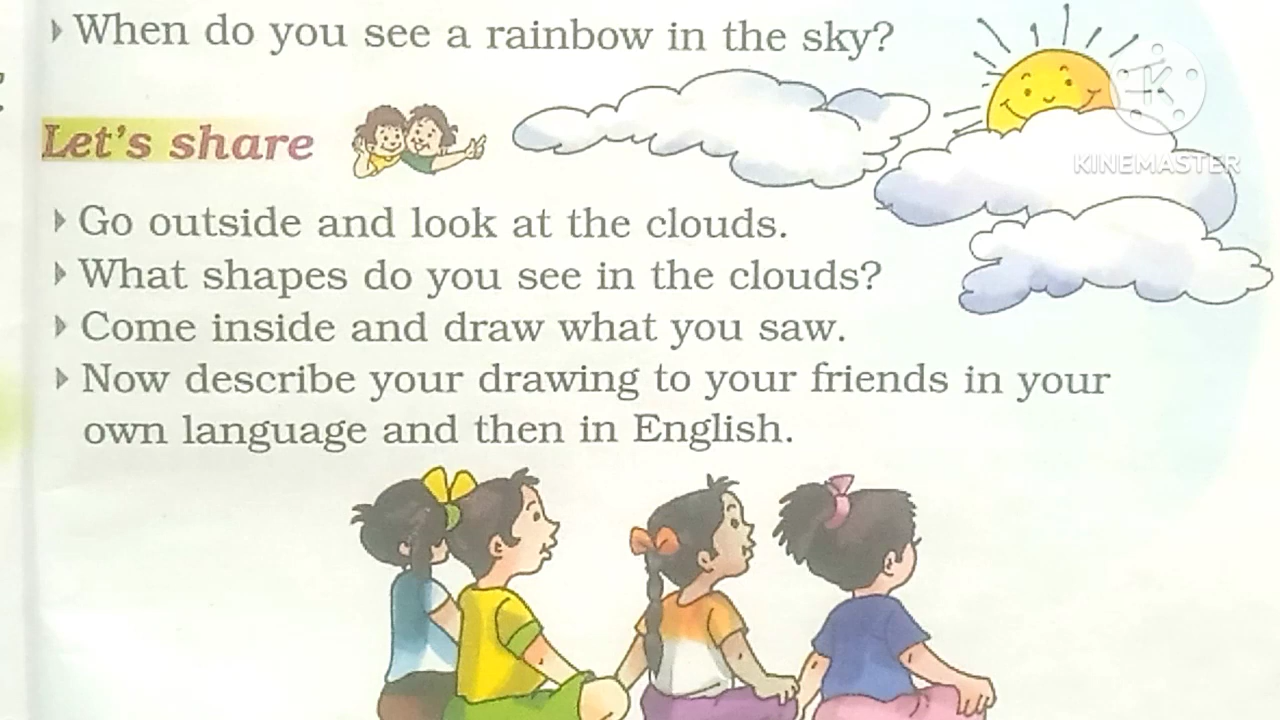 When do you see a rainbow in the sky?
KINEMASTER
Let's share
Go outside and look at the clouds.
What shapes do you see in the clouds?
Come inside and draw what you saw.
Now describe your drawing to your friends in your
own language and then in English.